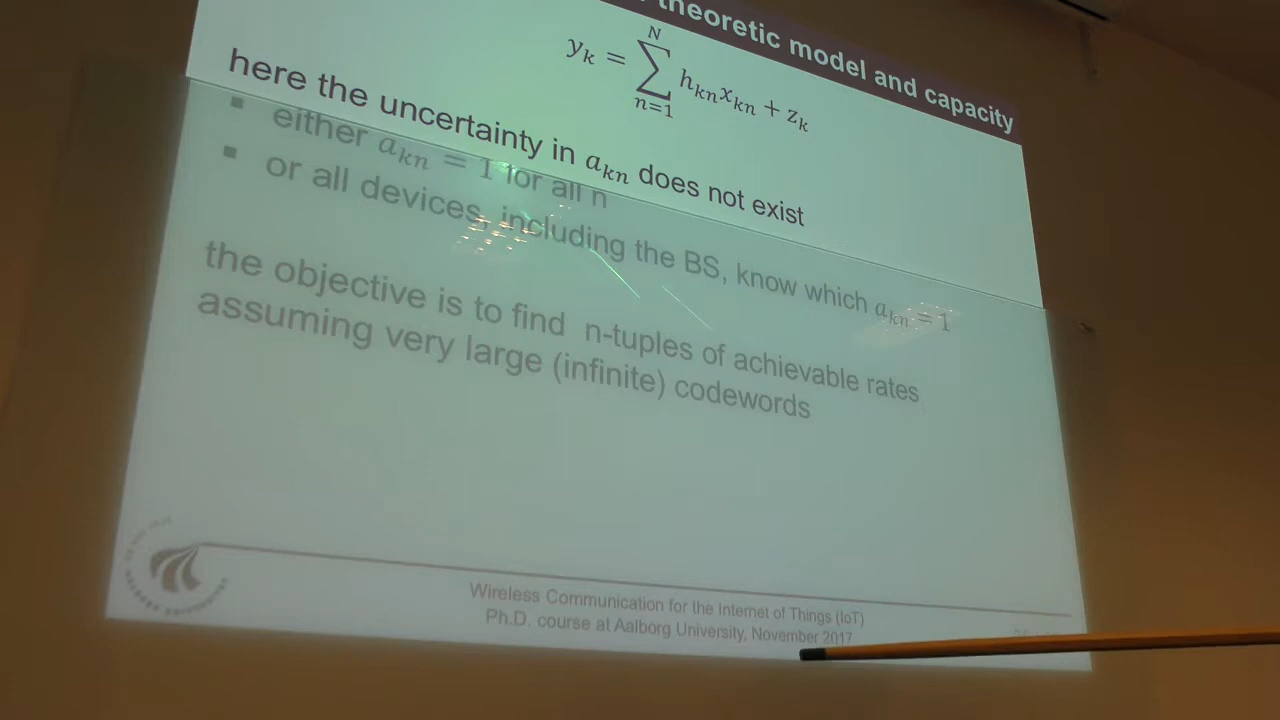 theoretic model and capacity
y_k = \sum_{n=1}^{N} h_{kn} x_{kn} + z_k
here the uncertainty in a_{kn} does not exist
▪ either a_{kn} = 1 for all n
▪ or all devices, including the BS, know which a_{kn} = 1
the objective is to find n-tuples of achievable rates
assuming very large (infinite) codewords
Wireless Communication for the Internet of Things (IoT)
Ph.D. course at Aalborg University, November 2017